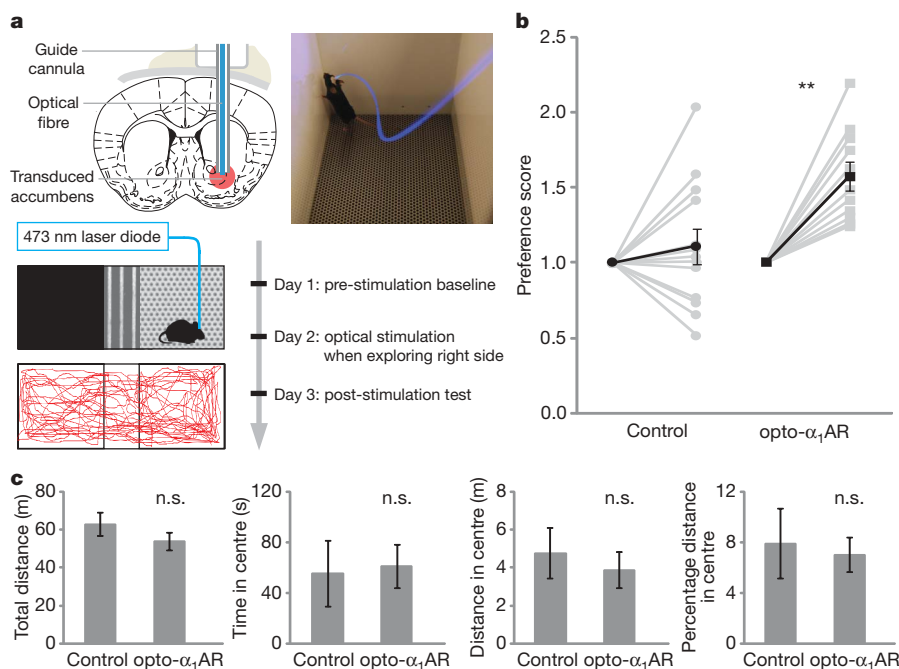 a
Guide
cannula
Optical
fibre
Transduced
accumbens
473 nm laser diode
Day 1: pre-stimulation baseline
Day 2: optical stimulation
when exploring right side
Day 3: post-stimulation test
b
Preference score
2.5
2.0
1.5
1.0
0.5
0.0
**
Control
opto-α₁AR
c
Total distance (m)
80
60
40
20
0
n.s.
Control opto-α₁AR
Time in centre (s)
120
80
40
0
n.s.
Control opto-α₁AR
Distance in centre (m)
8
6
4
2
0
n.s.
Control opto-α₁AR
Percentage distance
in centre
12
8
4
0
n.s.
Control opto-α₁AR